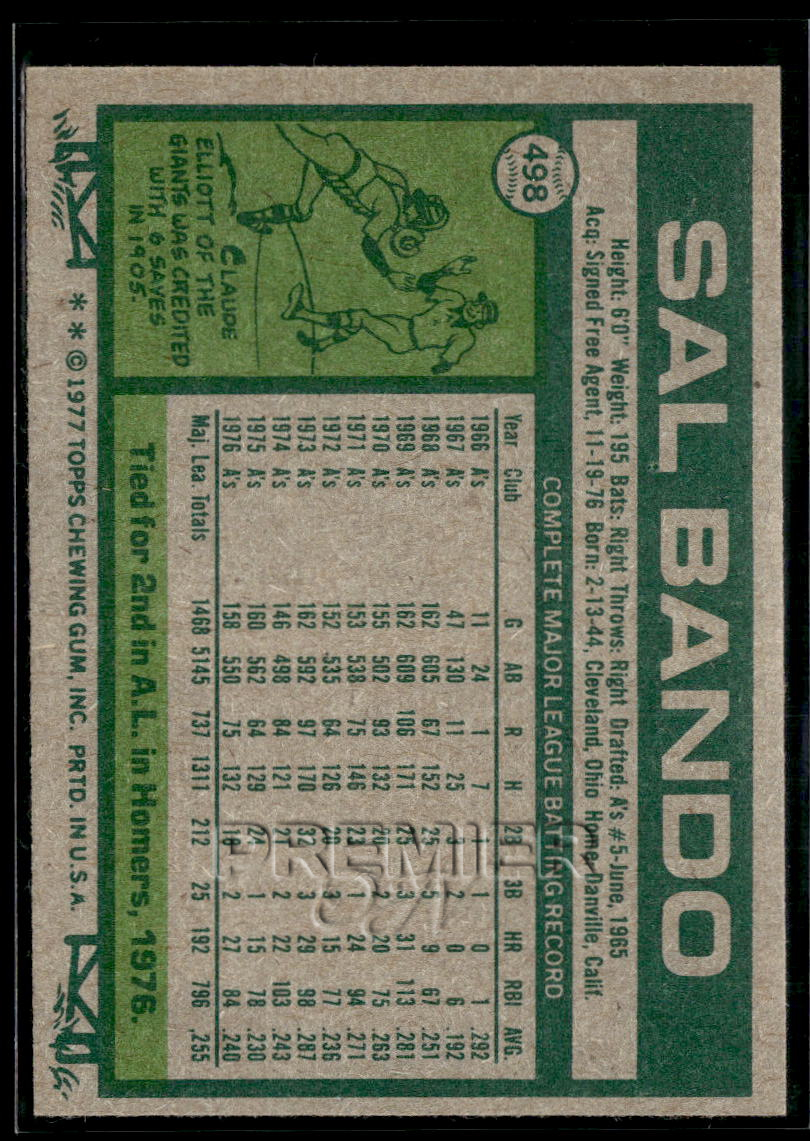 498
SAL BANDO
Height: 6'0" Weight: 195 Bats: Right Throws: Right Drafted: A's #5-June, 1965
Acq: Signed Free Agent, 11-19-76 Born: 2-13-44, Cleveland, Ohio Home: Danville, Calif.
COMPLETE MAJOR LEAGUE BATTING RECORD
Year Club G AB R H 2B 3B HR RBI AVG.
1966 A's 11 24 1 7 1 1 0 1 .292
1967 A's 47 130 11 25 3 2 0 6 .192
1968 A's 162 605 67 152 25 5 9 67 .251
1969 A's 162 609 106 171 25 3 31 113 .281
1970 A's 155 502 93 132 20 2 20 75 .263
1971 A's 153 538 75 146 23 1 24 94 .271
1972 A's 152 535 64 126 20 3 15 77 .236
1973 A's 162 592 97 170 32 3 29 98 .287
1974 A's 146 498 84 121 21 2 22 103 .243
1975 A's 160 562 64 129 24 1 15 78 .230
1976 A's 158 550 75 132 18 2 27 84 .240
Maj. Lea. Totals 1468 5145 737 1311 212 25 192 796 .255
CLAUDE
ELLIOTT OF THE
GIANTS WAS CREDITED
WITH 6 SAVES
IN 1905.
Tied for 2nd in A.L. in Homers, 1976.
* * © 1977 TOPPS CHEWING GUM, INC. PRTD. IN U.S.A.
PREMIER